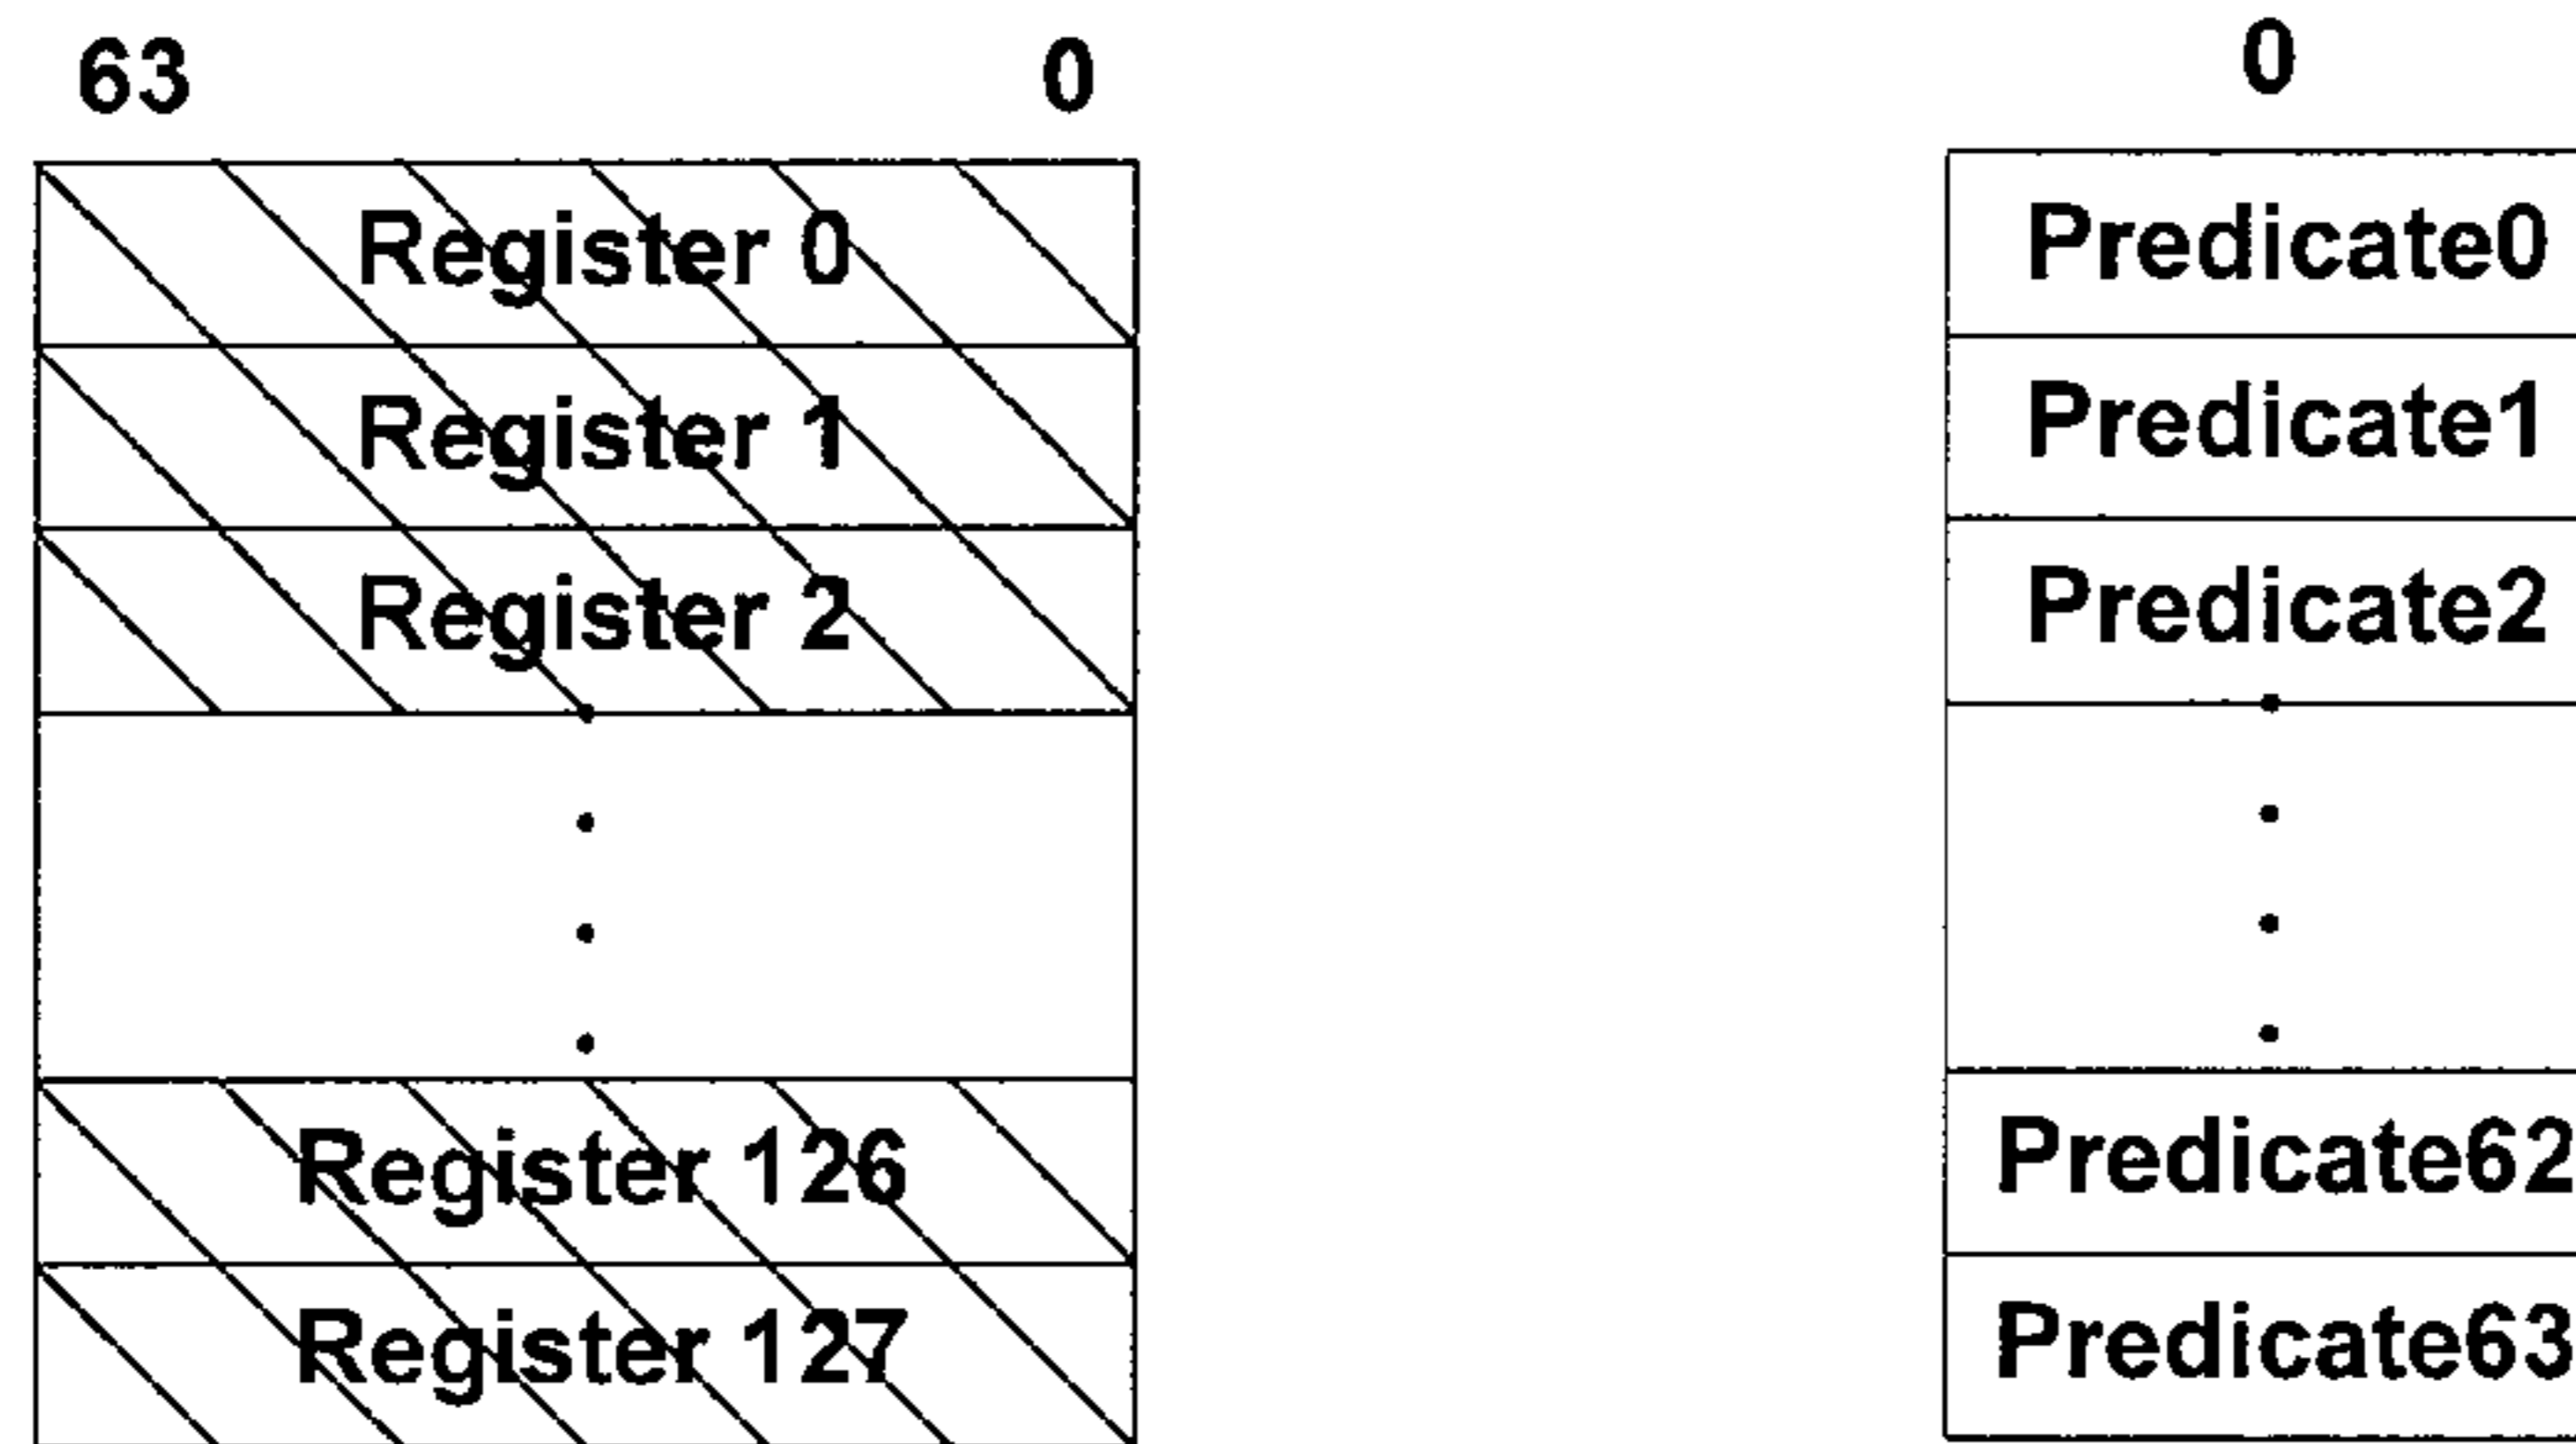 63 0
Register 0
Register 1
Register 2
Register 126
Register 127
0
Predicate0
Predicate1
Predicate2
Predicate62
Predicate63